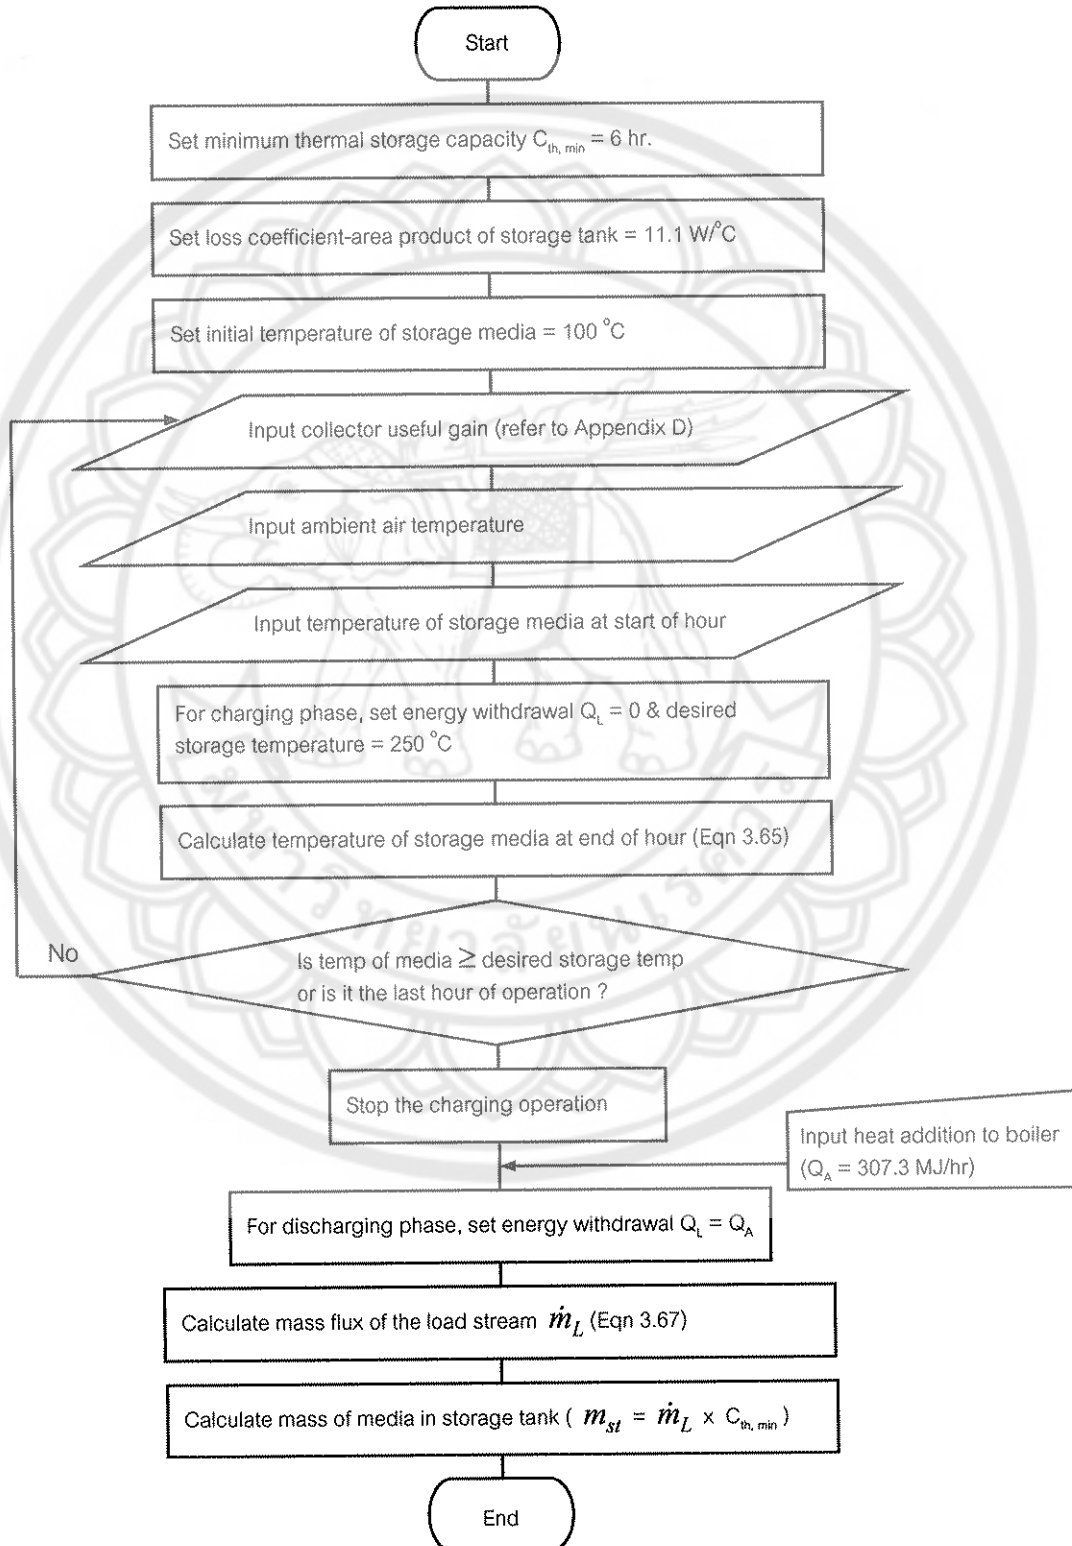 Start
Set minimum thermal storage capacity C_th, min = 6 hr.
Set loss coefficient-area product of storage tank = 11.1 W/°C
Set initial temperature of storage media = 100 °C
Input collector useful gain (refer to Appendix D)
Input ambient air temperature
Input temperature of storage media at start of hour
For charging phase, set energy withdrawal Q_L = 0 & desired
storage temperature = 250 °C
Calculate temperature of storage media at end of hour (Eqn 3.65)
No
Is temp of media ≥ desired storage temp
or is it the last hour of operation ?
Stop the charging operation
Input heat addition to boiler
(Q_A = 307.3 MJ/hr)
For discharging phase, set energy withdrawal Q_L = Q_A
Calculate mass flux of the load stream ṁ_L (Eqn 3.67)
Calculate mass of media in storage tank ( m_st = ṁ_L × C_th, min )
End